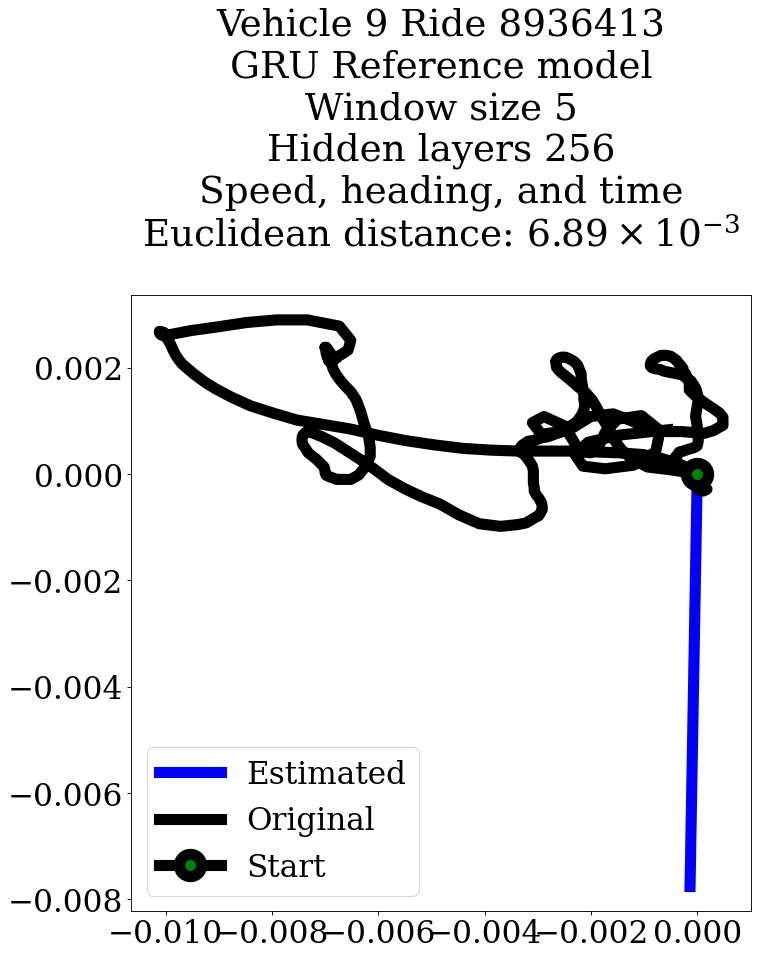 Vehicle 9 Ride 8936413
GRU Reference model
Window size 5
Hidden layers 256
Speed, heading, and time
Euclidean distance: 6.89 × 10⁻³
0.002
0.000
−0.002
−0.004
−0.006
−0.008
Estimated
Original
Start
−0.010 −0.008 −0.006 −0.004 −0.002 0.000